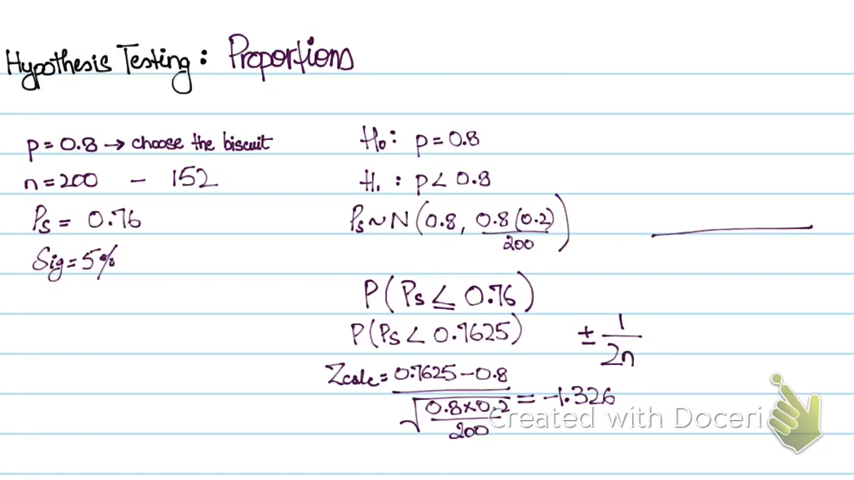 Hypothesis Testing: Proportions
p = 0.8 → choose the biscuit
n = 200 - 152
Ps = 0.76
Sig = 5%
H₀: p = 0.8
H₁: p < 0.8
Ps ~ N(0.8, 0.8(0.2)/200)
P(Ps ≤ 0.76)
P(Ps < 0.7625) ± 1/2n
Zcalc = 0.7625 - 0.8 / √(0.8×0.2/200) = -1.326
Created with Doceri